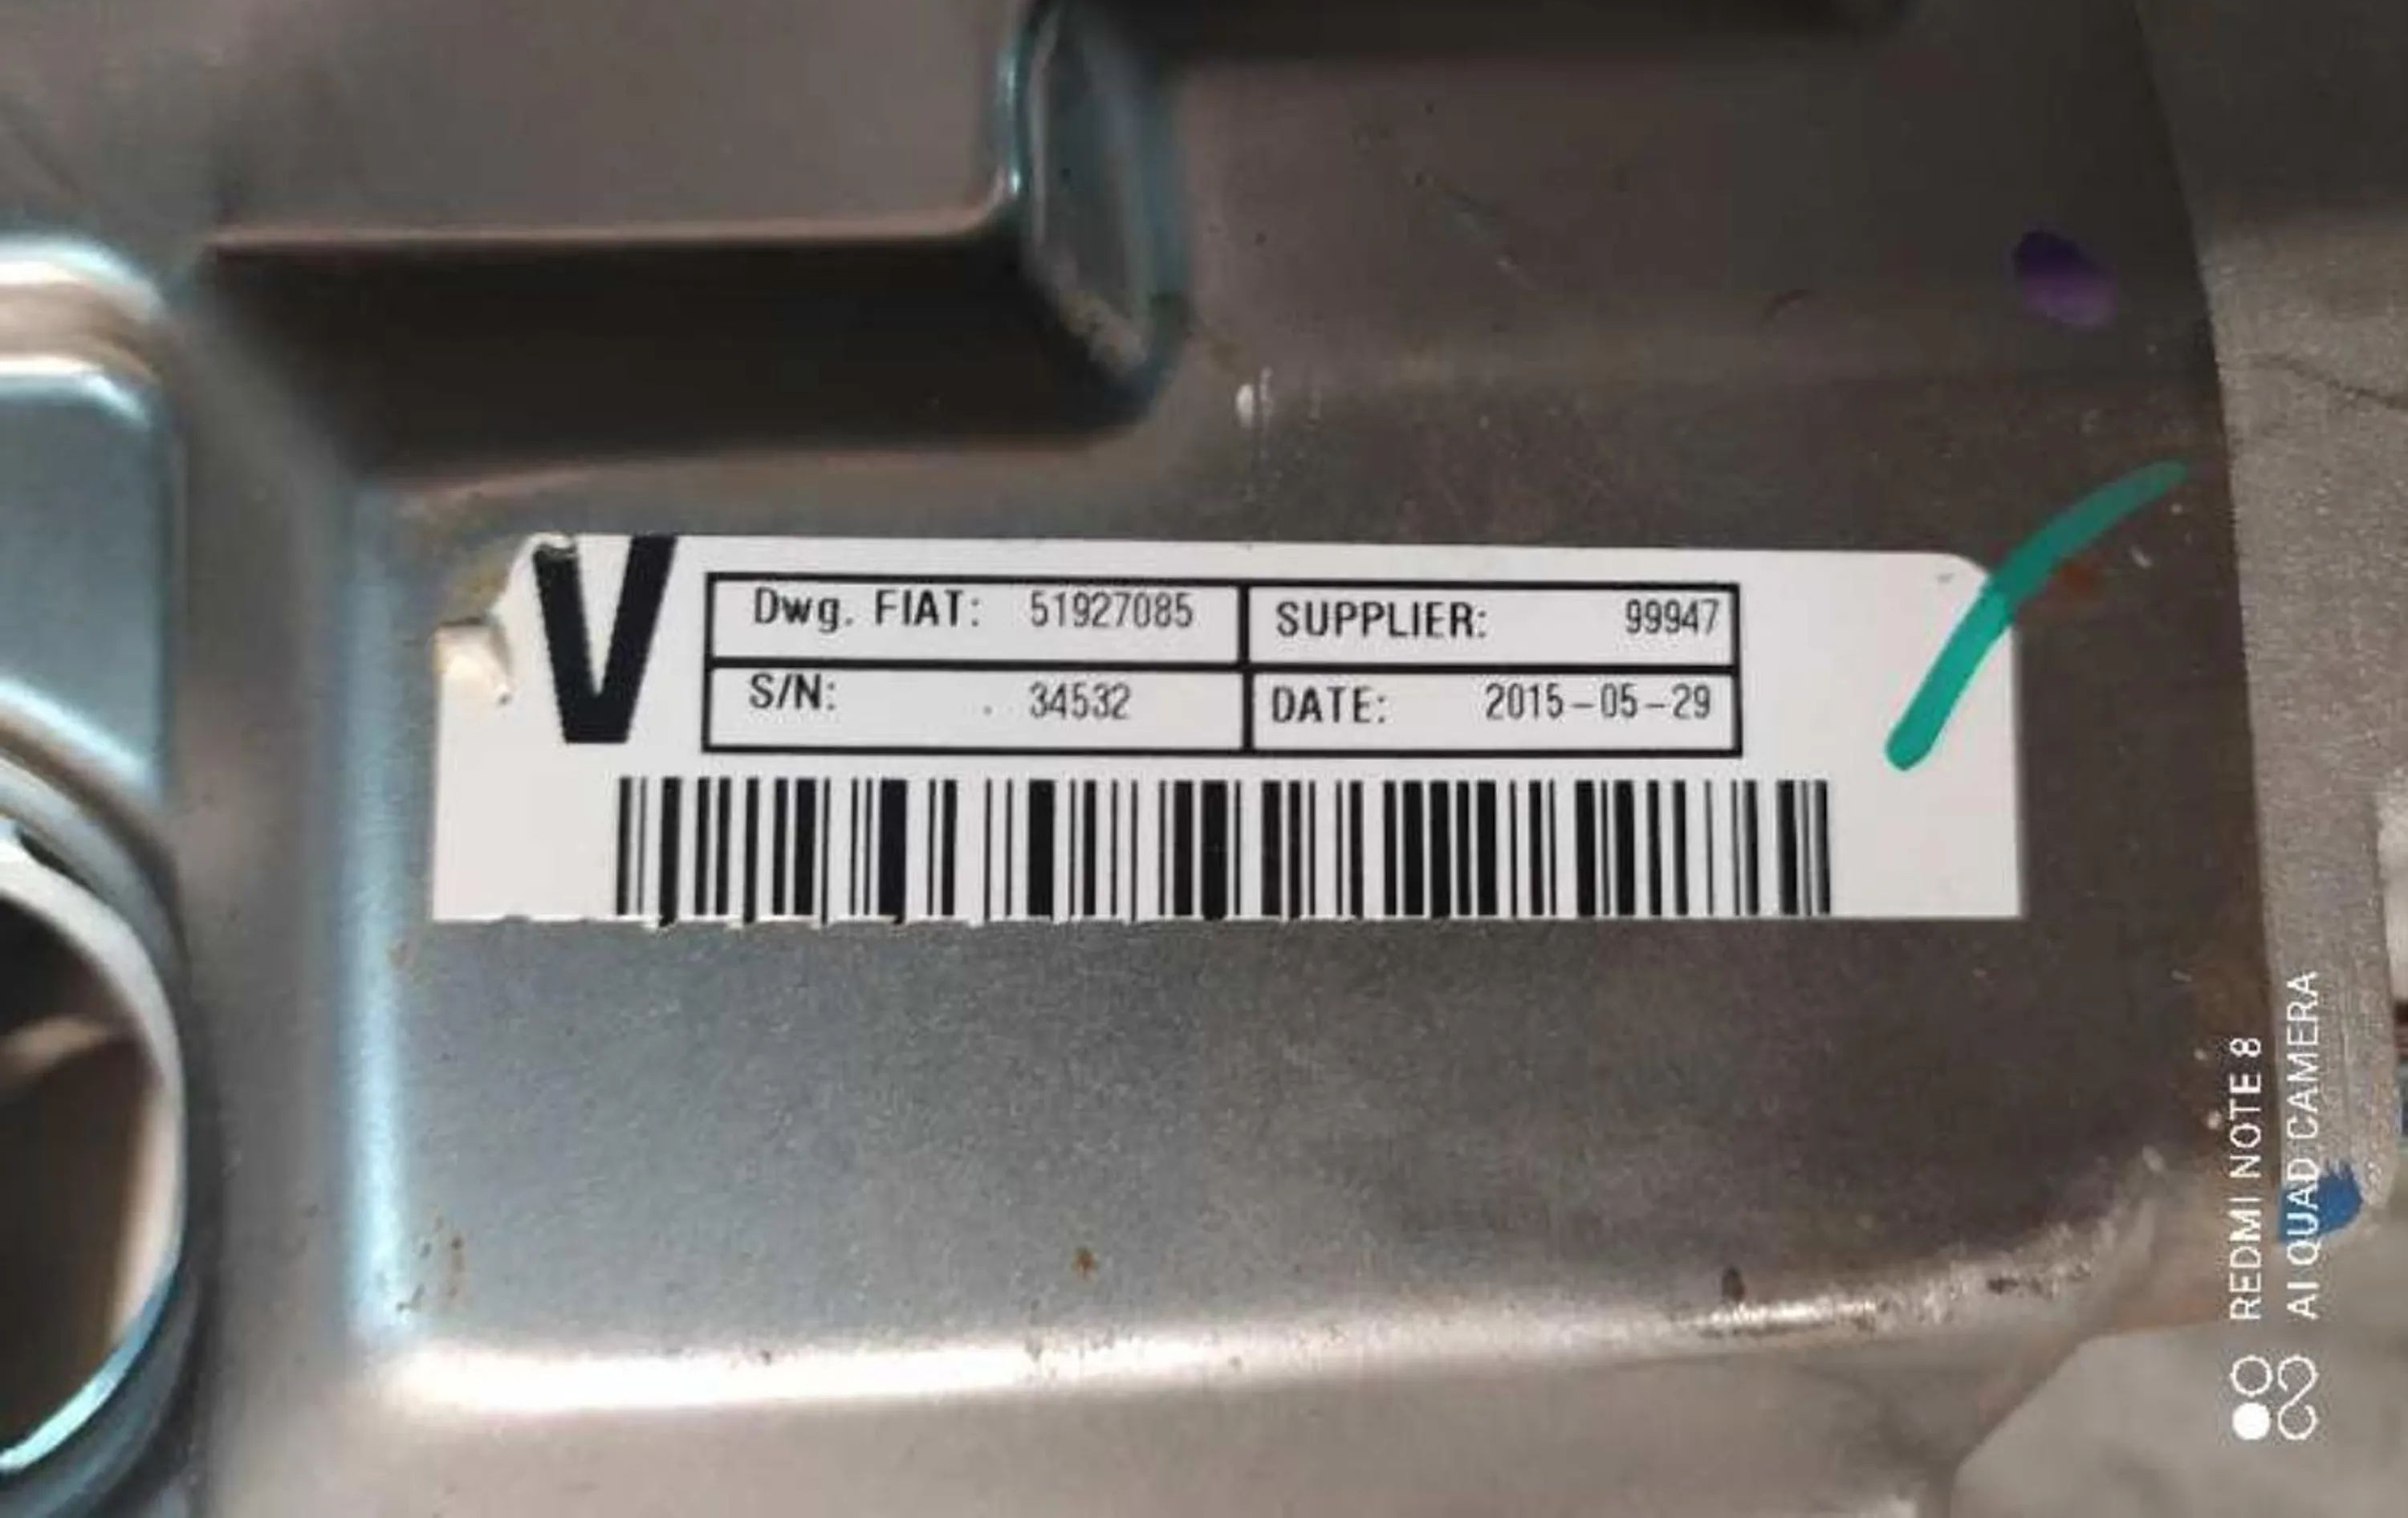 V
Dwg. FIAT: 51927085 SUPPLIER: 99947
S/N: 34532 DATE: 2015-05-29
REDMI NOTE 8
AI QUAD CAMERA